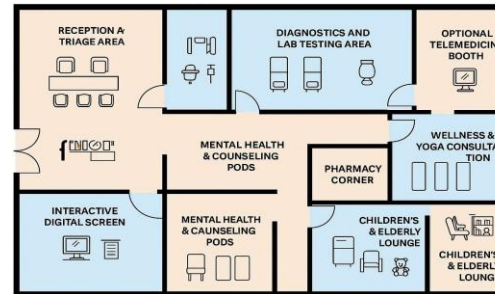 RECEPTION &
TRIAGE AREA
DIAGNOSTICS AND
LAB TESTING AREA
OPTIONAL
TELEMEDICIN
BOOTH
MENTAL HEALTH
& COUNSELING
PODS
PHARMACY
CORNER
WELLNESS &
YOGA CONSULTA
TION
INTERACTIVE
DIGITAL SCREEN
MENTAL HEALTH
& CAUNSELING
PODS
CHILDREN'S
& ELDERLY
LOUNGE
CHILDREN'S
& ELDERLY
LOUNG